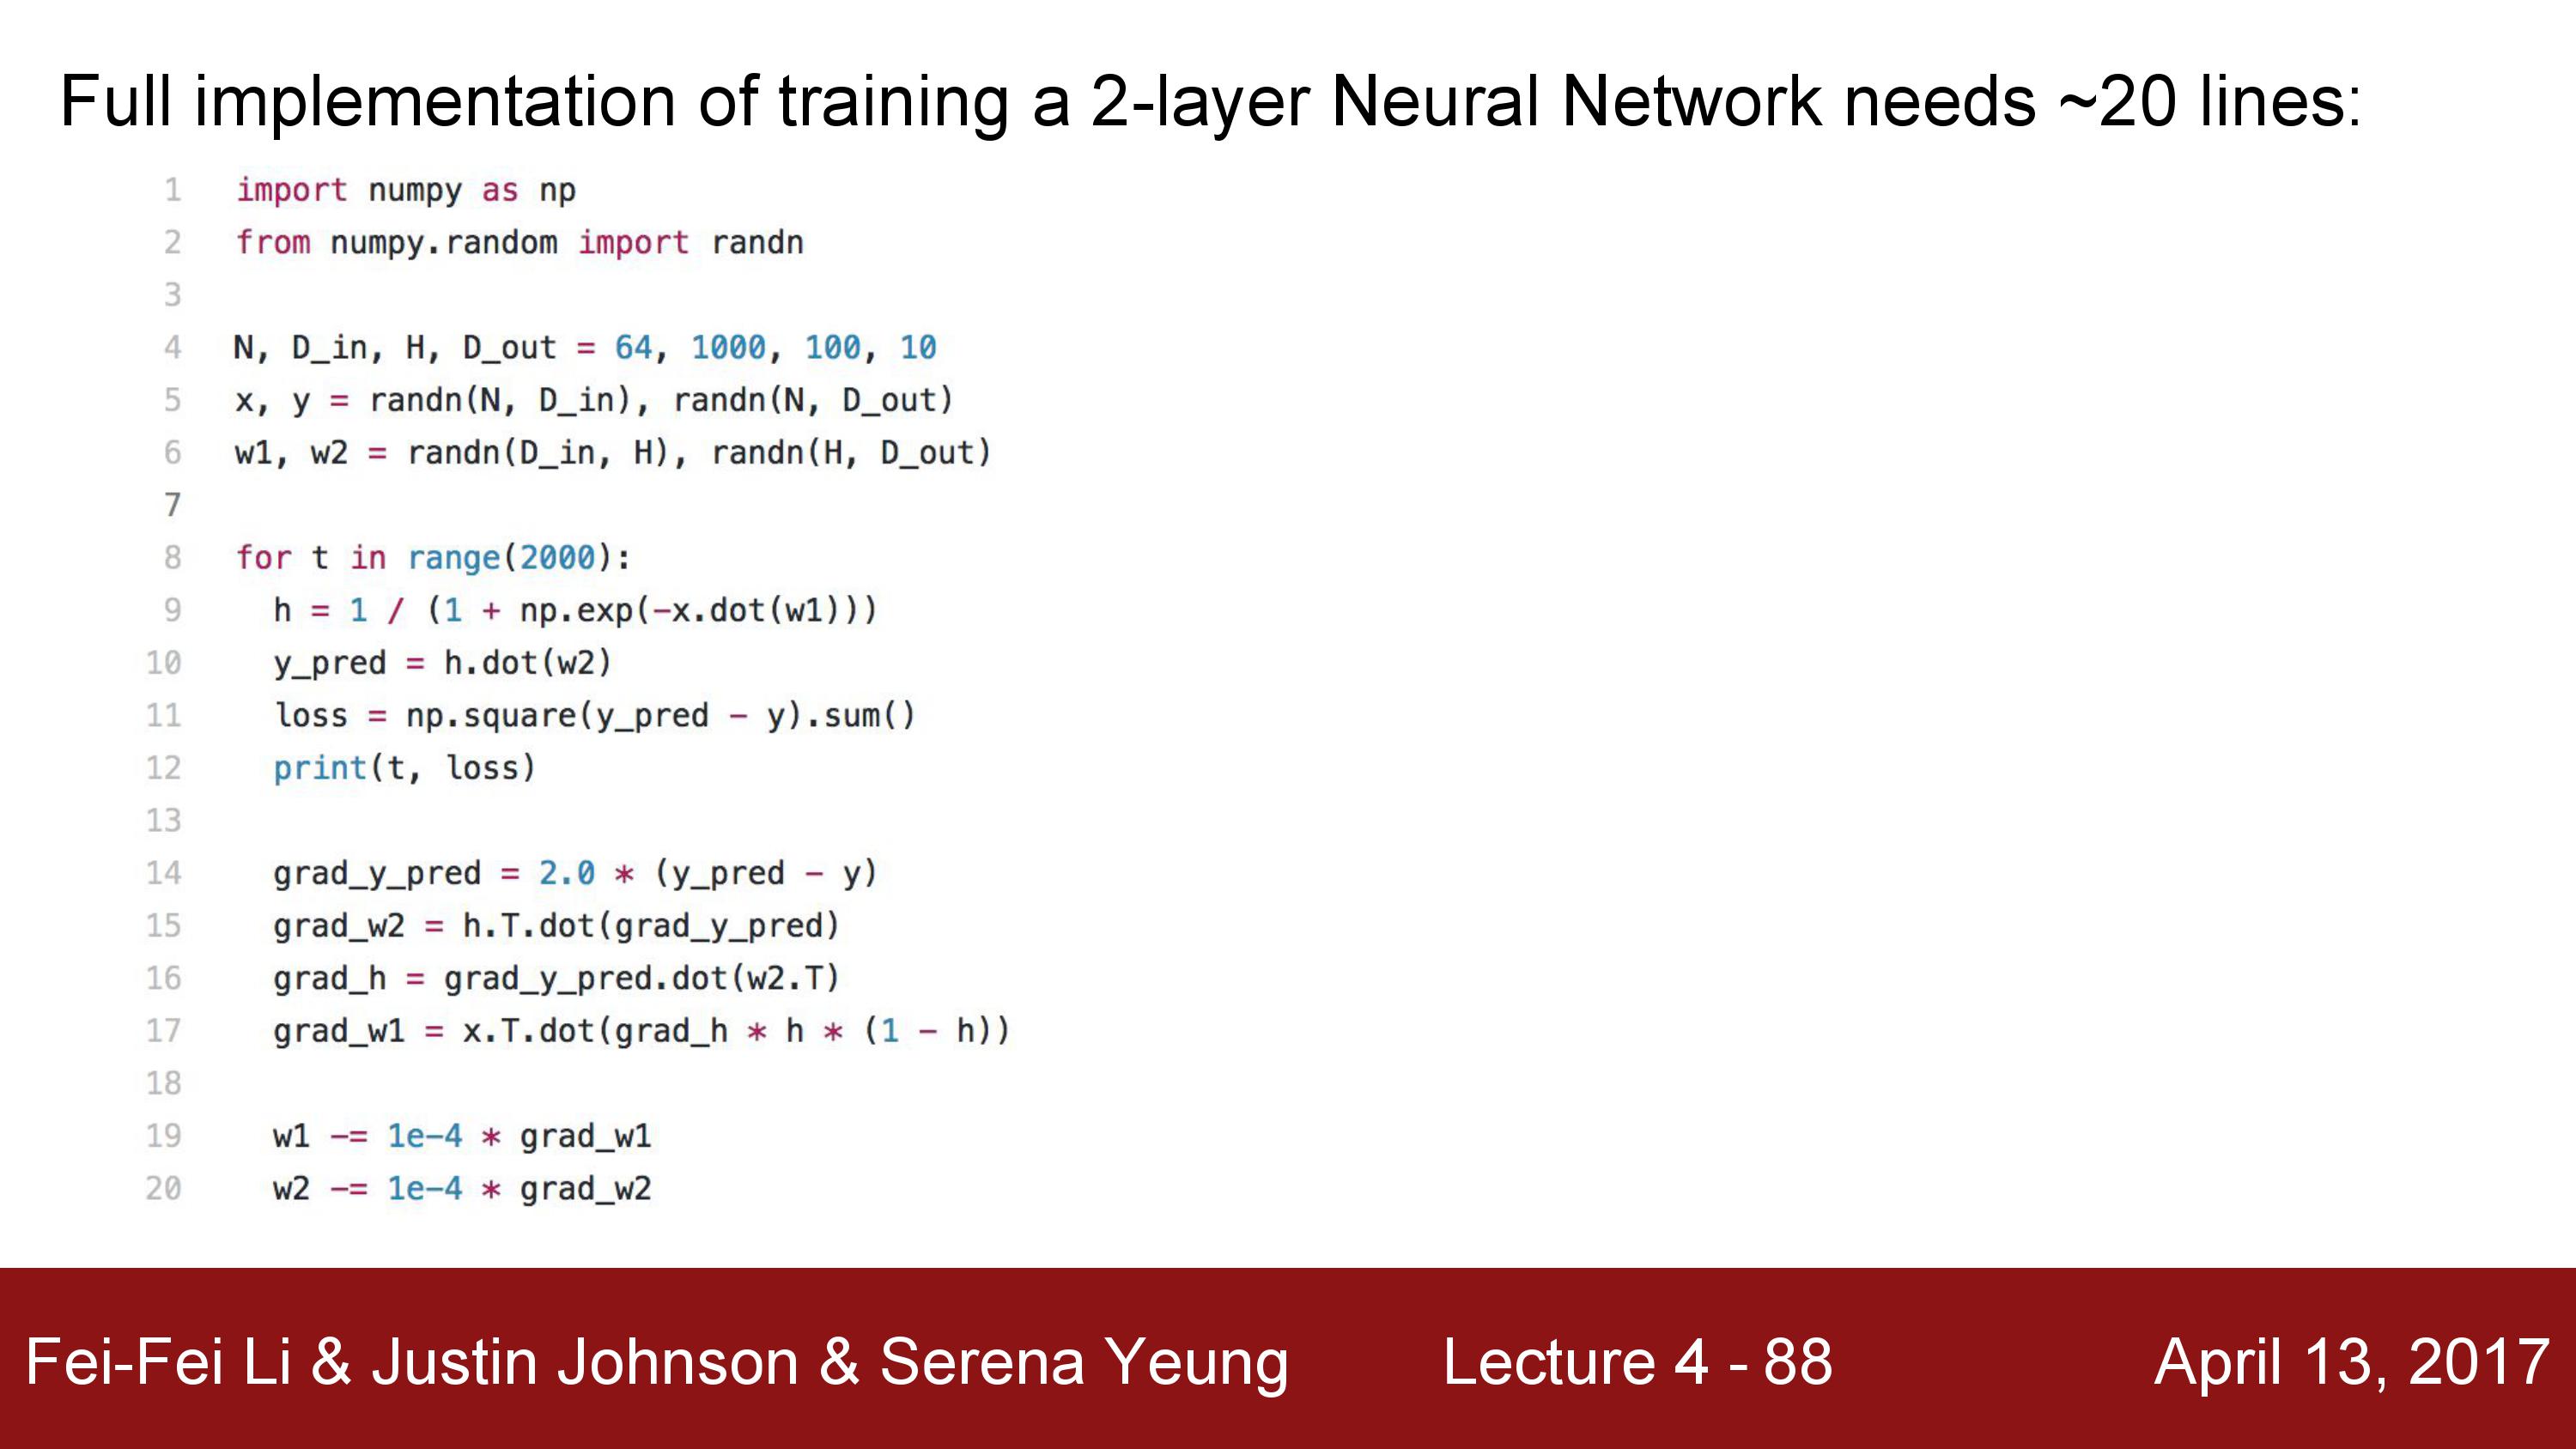 Full implementation of training a 2-layer Neural Network needs ~20 lines:
1 import numpy as np
2 from numpy.random import randn
3
4 N, D_in, H, D_out = 64, 1000, 100, 10
5 x, y = randn(N, D_in), randn(N, D_out)
6 w1, w2 = randn(D_in, H), randn(H, D_out)
7
8 for t in range(2000):
9   h = 1 / (1 + np.exp(-x.dot(w1)))
10   y_pred = h.dot(w2)
11   loss = np.square(y_pred - y).sum()
12   print(t, loss)
13
14   grad_y_pred = 2.0 * (y_pred - y)
15   grad_w2 = h.T.dot(grad_y_pred)
16   grad_h = grad_y_pred.dot(w2.T)
17   grad_w1 = x.T.dot(grad_h * h * (1 - h))
18
19   w1 -= 1e-4 * grad_w1
20   w2 -= 1e-4 * grad_w2
Fei-Fei Li & Justin Johnson & Serena Yeung Lecture 4 - 88 April 13, 2017